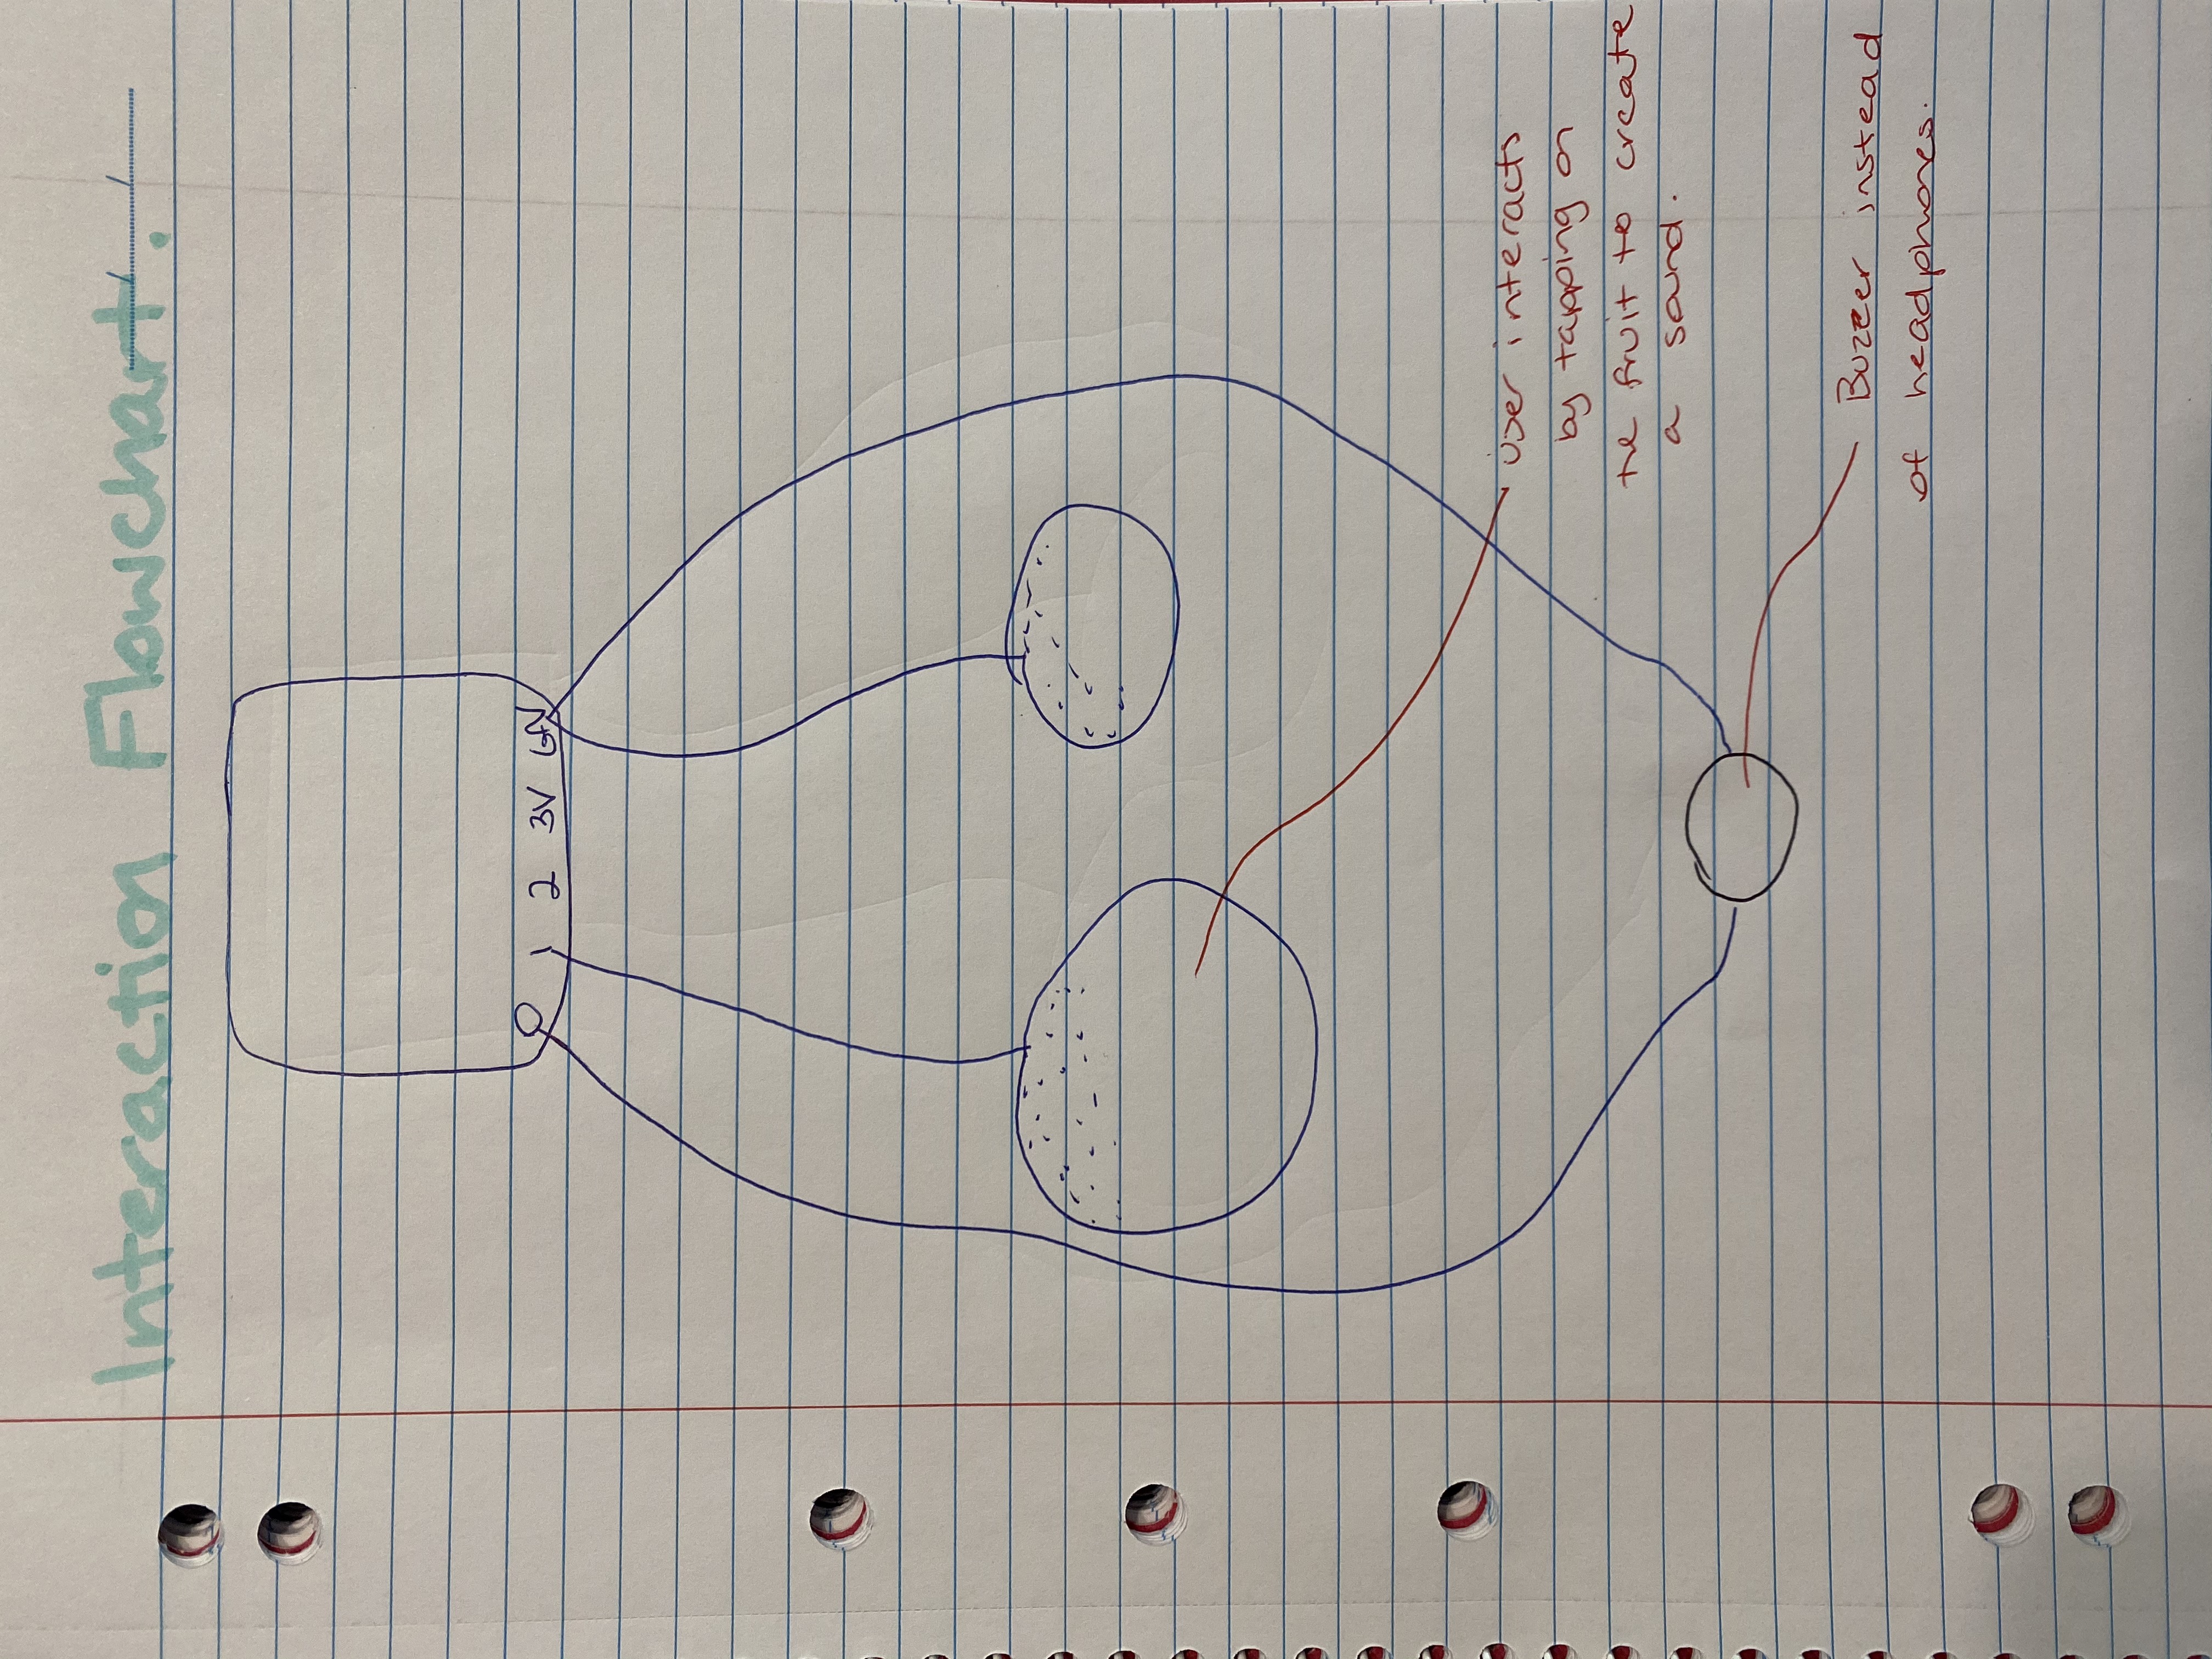 Interaction Flowchart.
0 1 2 3V GN
User interacts
by tapping on
the fruit to create
a sound.
Buzzer instead
of headphones.